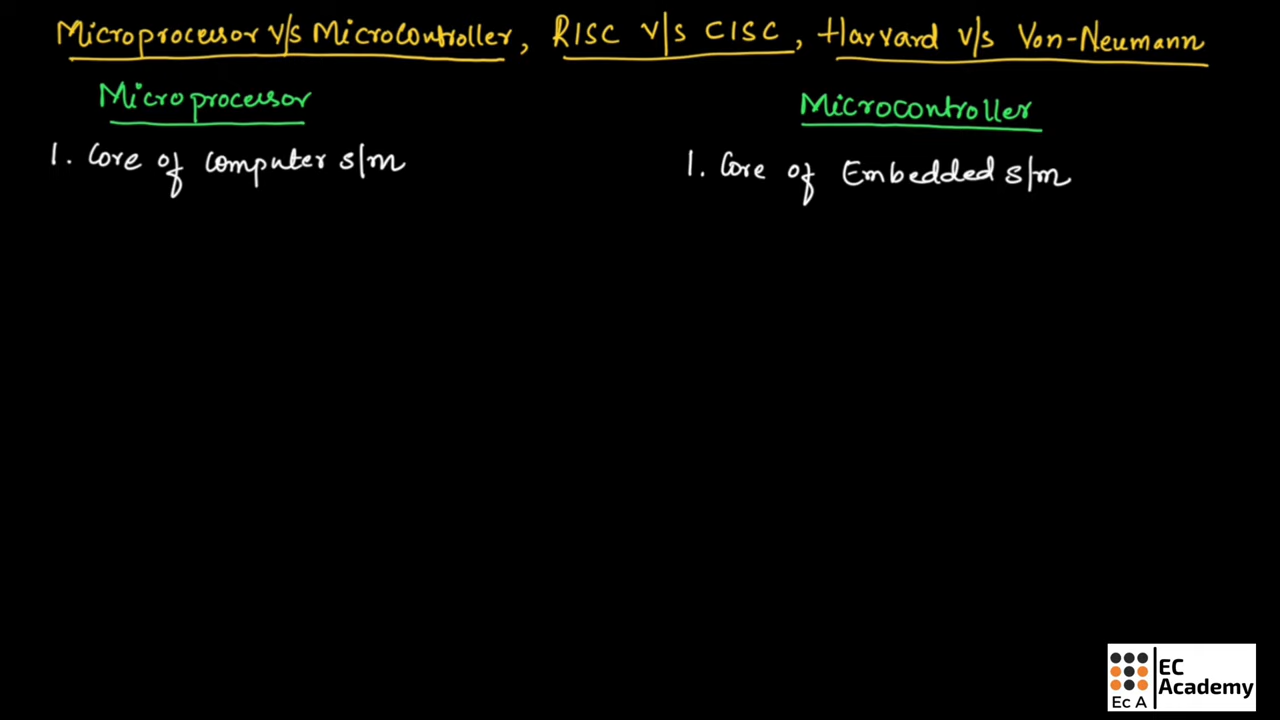 Microprocessor v/s Microcontroller, RISC v/s CISC, Harvard v/s Von-Neumann
Microprocessor
1. Core of Computer s/m
Microcontroller
1. Core of Embedded s/m
EC
Academy
Ec A